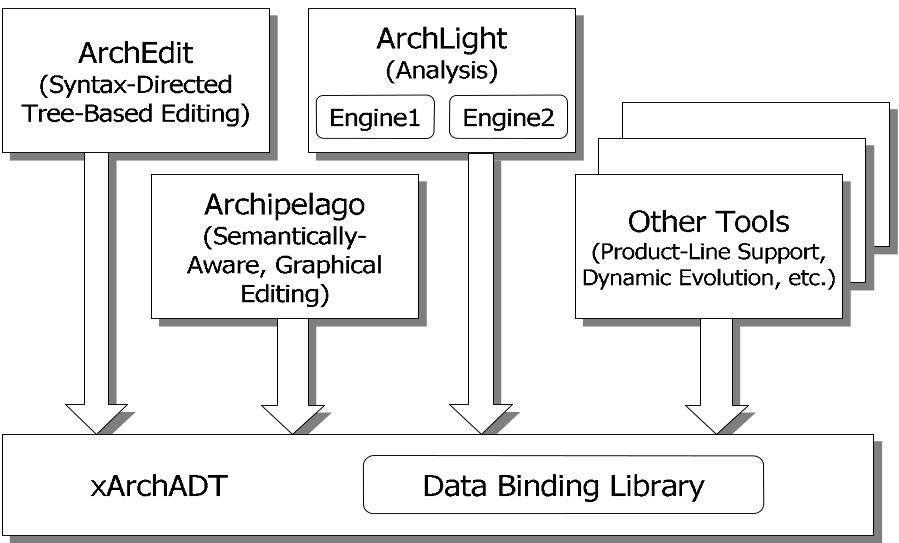 ArchEdit
(Syntax-Directed
Tree-Based Editing)
ArchLight
(Analysis)
Engine1
Engine2
Archipelago
(Semantically-
Aware, Graphical
Editing)
Other Tools
(Product-Line Support,
Dynamic Evolution, etc.)
xArchADT
Data Binding Library